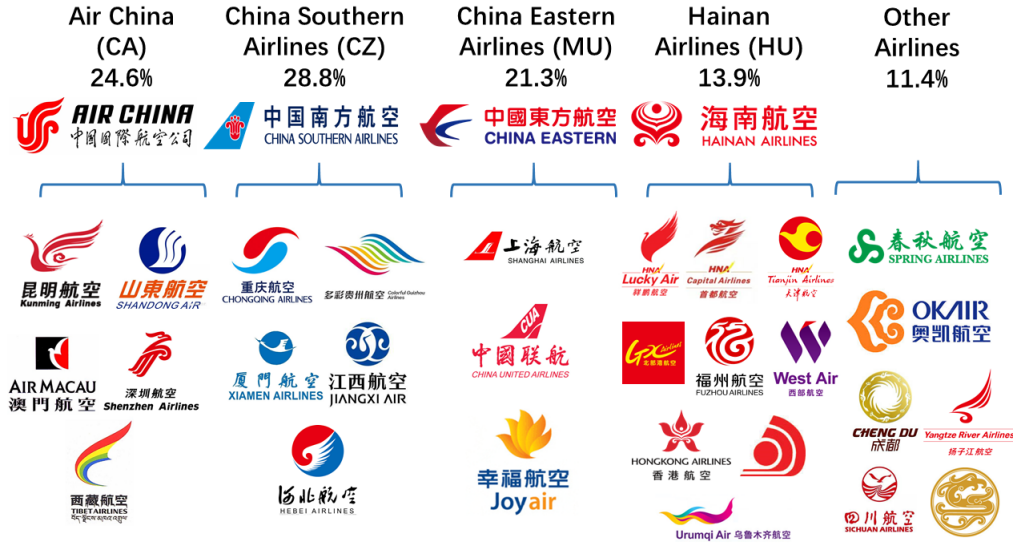 Air China
(CA)
24.6%
AIR CHINA
中国国際航空公司
昆明航空
Kunming Airlines
山東航空
SHANDONG AIR
AIR MACAU
澳門航空
深圳航空
Shenzhen Airlines
西藏航空
TIBET AIRLINES
China Southern
Airlines (CZ)
28.8%
中国南方航空
CHINA SOUTHERN AIRLINES
重庆航空
CHONGQING AIRLINES
多彩贵州航空 Colorful Guizhou
Airlines
厦門航空
XIAMEN AIRLINES
江西航空
JIANGXI AIR
河北航空
HEBEI AIRLINES
China Eastern
Airlines (MU)
21.3%
中國東方航空
CHINA EASTERN
上海航空
SHANGHAI AIRLINES
CUA
中國联航
CHINA UNITED AIRLINES
幸福航空
Joyair
Hainan
Airlines (HU)
13.9%
海南航空
HAINAN AIRLINES
HNA
Lucky Air
祥鹏航空
HNA
Capital Airlines
首都航空
HNA
Tianjin Airlines
天津航空
GX Airlines
北部湾航空
福州航空
FUZHOU AIRLINES
West Air
西部航空
HONGKONG AIRLINES
香港航空
Urumqi Air 乌鲁木齐航空
Other
Airlines
11.4%
春秋航空
SPRING AIRLINES
OKAIR
奥凯航空
CHENG DU
成都
Yangtze River Airlines
扬子江航空
四川航空
SICHUAN AIRLINES